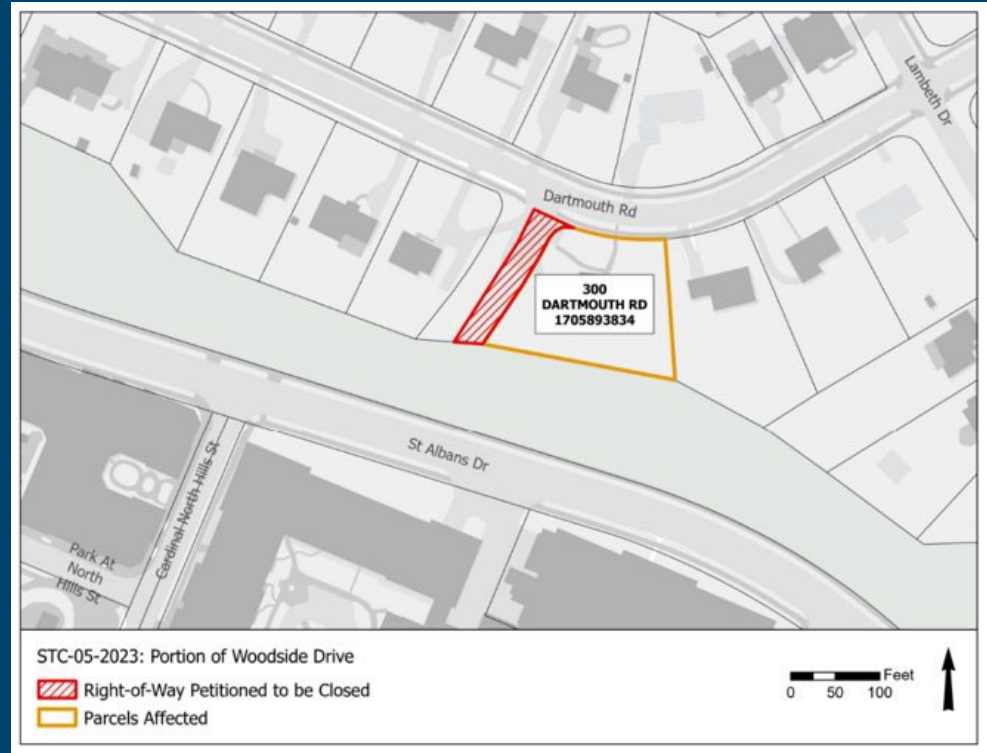 Lambeth Dr
Dartmouth Rd
300
DARTMOUTH RD
1705893834
St Albans Dr
Cardinal North Hills St
Park At
North
Hills St
STC-05-2023: Portion of Woodside Drive
Right-of-Way Petitioned to be Closed
Parcels Affected
Feet
0 50 100